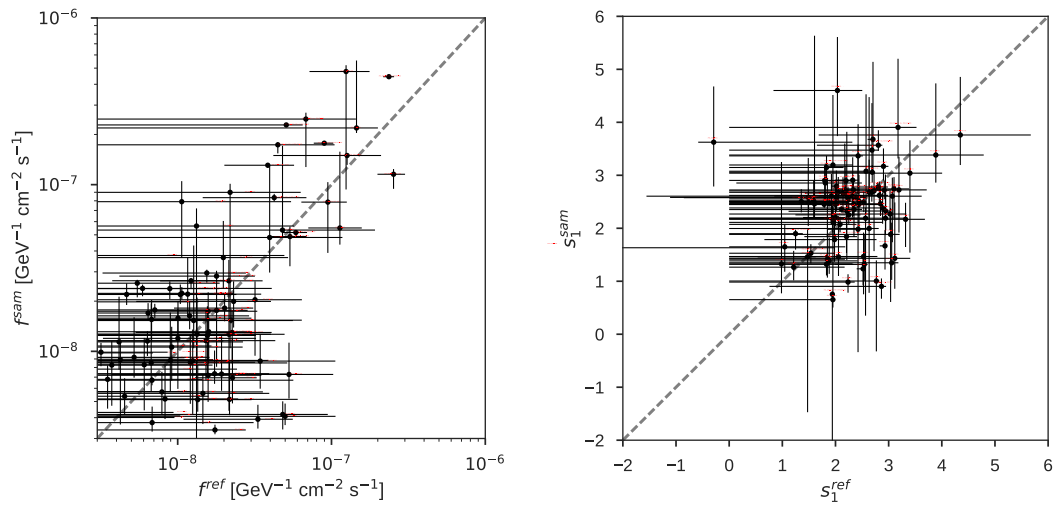 10⁻⁶
10⁻⁷
10⁻⁸
f^sam [GeV⁻¹ cm⁻² s⁻¹]
10⁻⁸ 10⁻⁷ 10⁻⁶
f^ref [GeV⁻¹ cm⁻² s⁻¹]
6
5
4
3
2
1
0
−1
−2
s₁^sam
−2 −1 0 1 2 3 4 5 6
s₁^ref